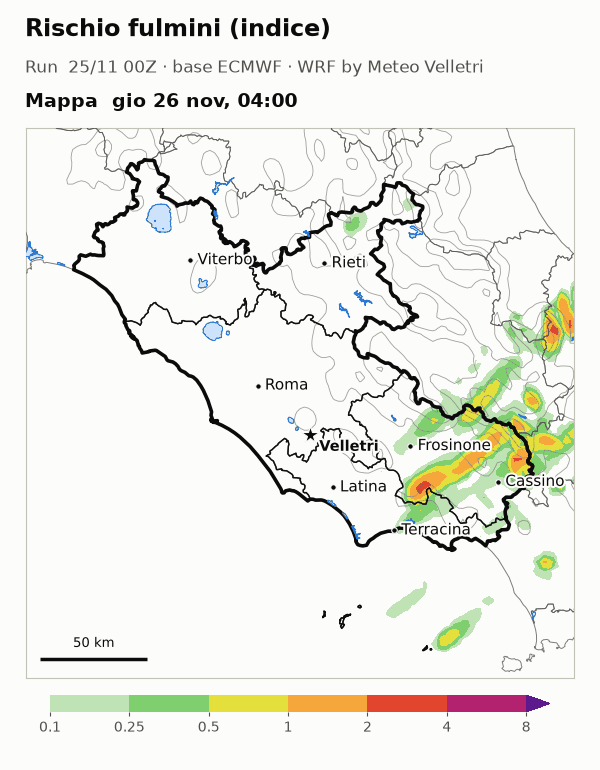 Rischio fulmini (indice)
Run  25/11 00Z · base ECMWF · WRF by Meteo Velletri
Mappa  gio 26 nov, 04:00
Viterbo
Rieti
Roma
Velletri
Frosinone
Latina
Cassino
Terracina
50 km
0.1 0.25 0.5 1 2 4 8